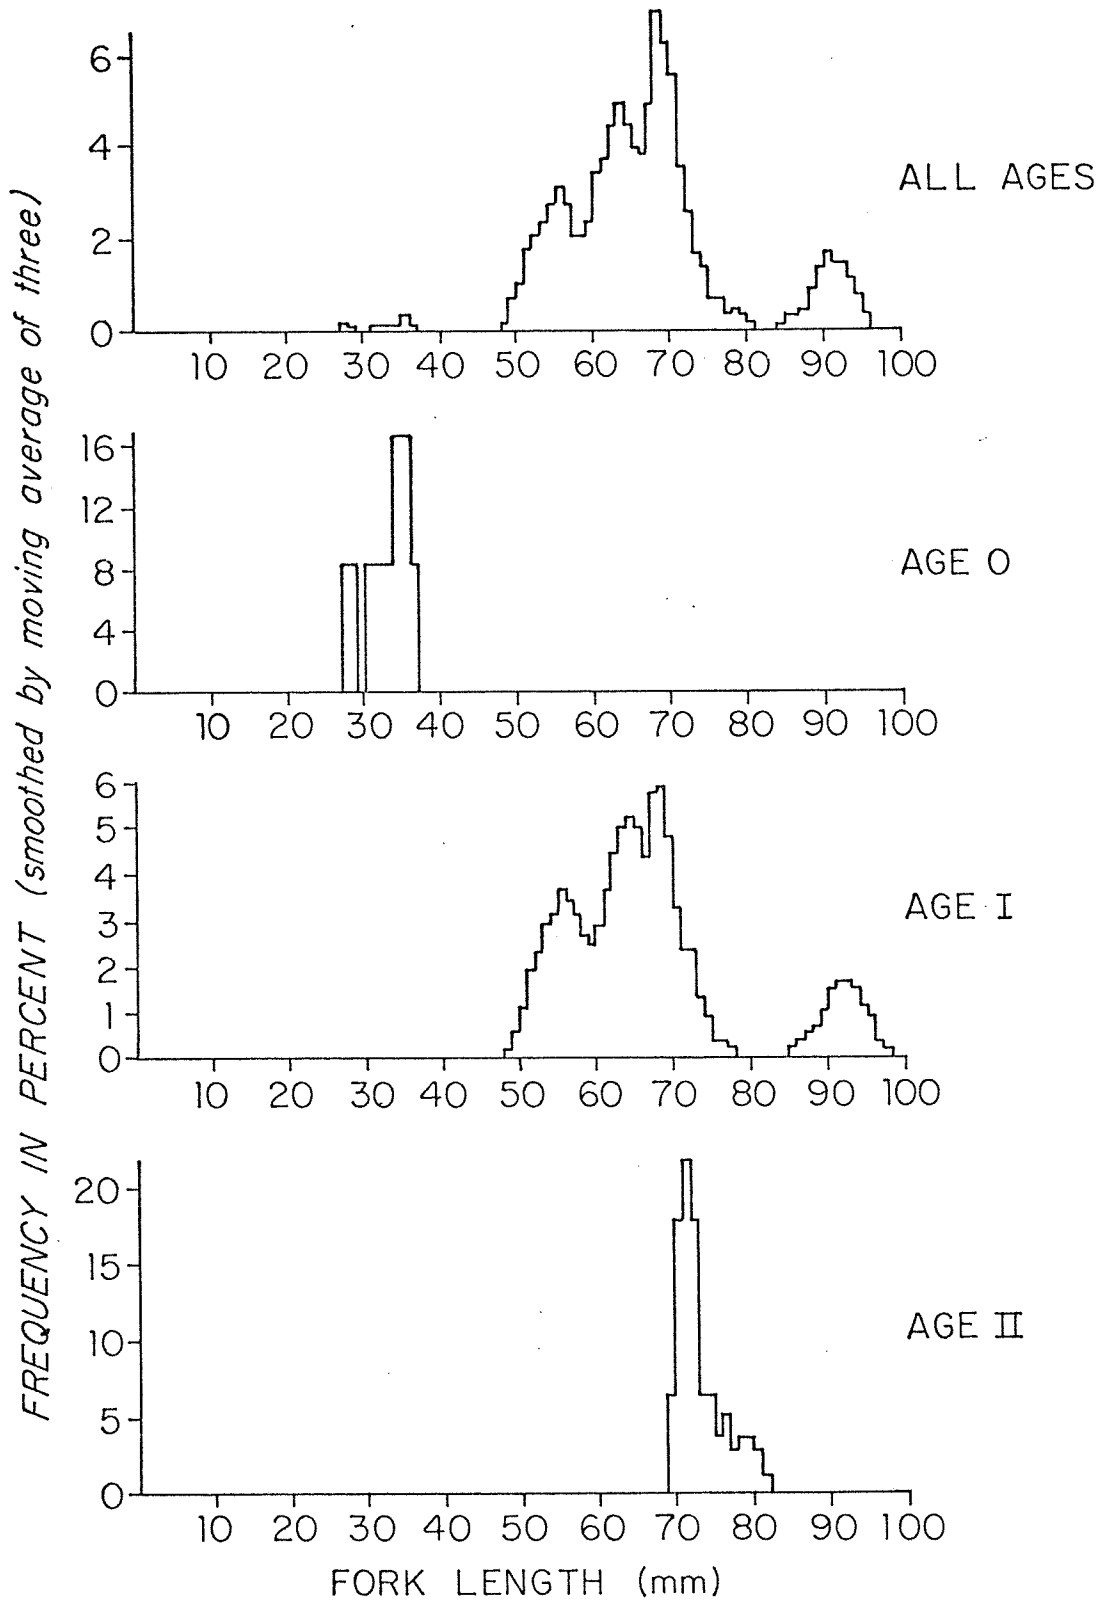 FREQUENCY IN PERCENT (smoothed by moving average of three)
6
4
2
0
10 20 30 40 50 60 70 80 90 100
ALL AGES
16
12
8
4
0
10 20 30 40 50 60 70 80 90 100
AGE 0
6
5
4
3
2
1
0
10 20 30 40 50 60 70 80 90 100
AGE I
20
15
10
5
0
10 20 30 40 50 60 70 80 90 100
AGE II
FORK LENGTH (mm)